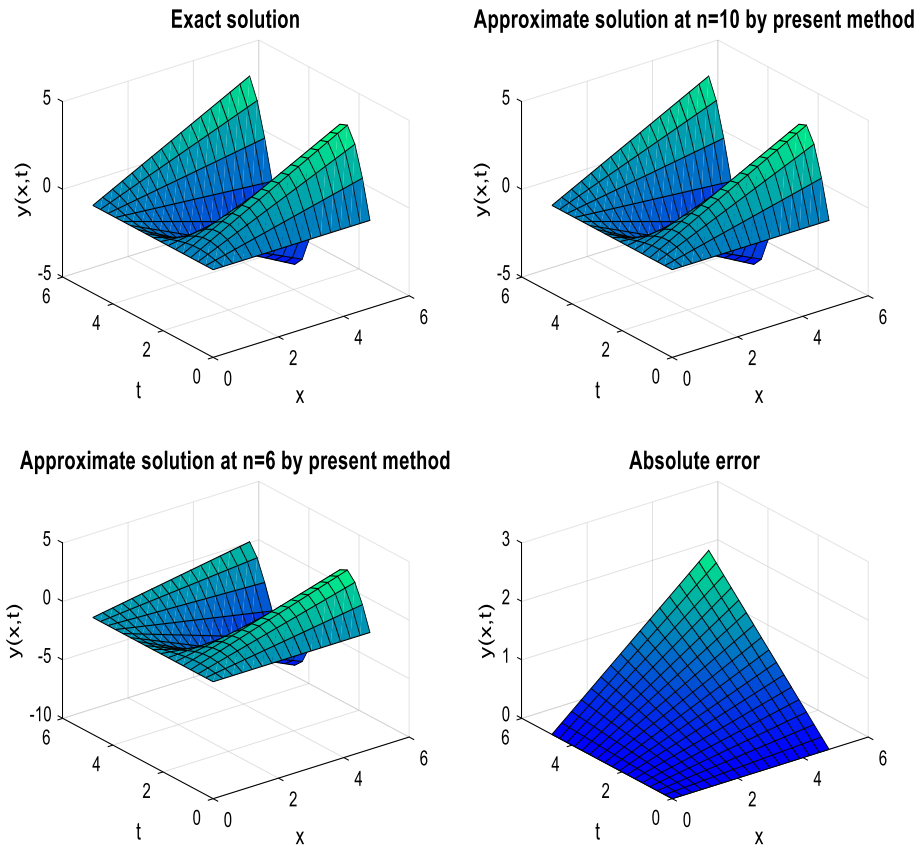 Exact solution
5
0
-5
y(x,t)
6
4
2
0
t
0
2
4
6
x
Approximate solution at n=10 by present method
5
0
-5
y(x,t)
6
4
2
0
t
0
2
4
6
x
Approximate solution at n=6 by present method
5
0
-5
-10
y(x,t)
6
4
2
0
t
0
2
4
6
x
Absolute error
3
2
1
0
y(x,t)
6
4
2
0
t
0
2
4
6
x